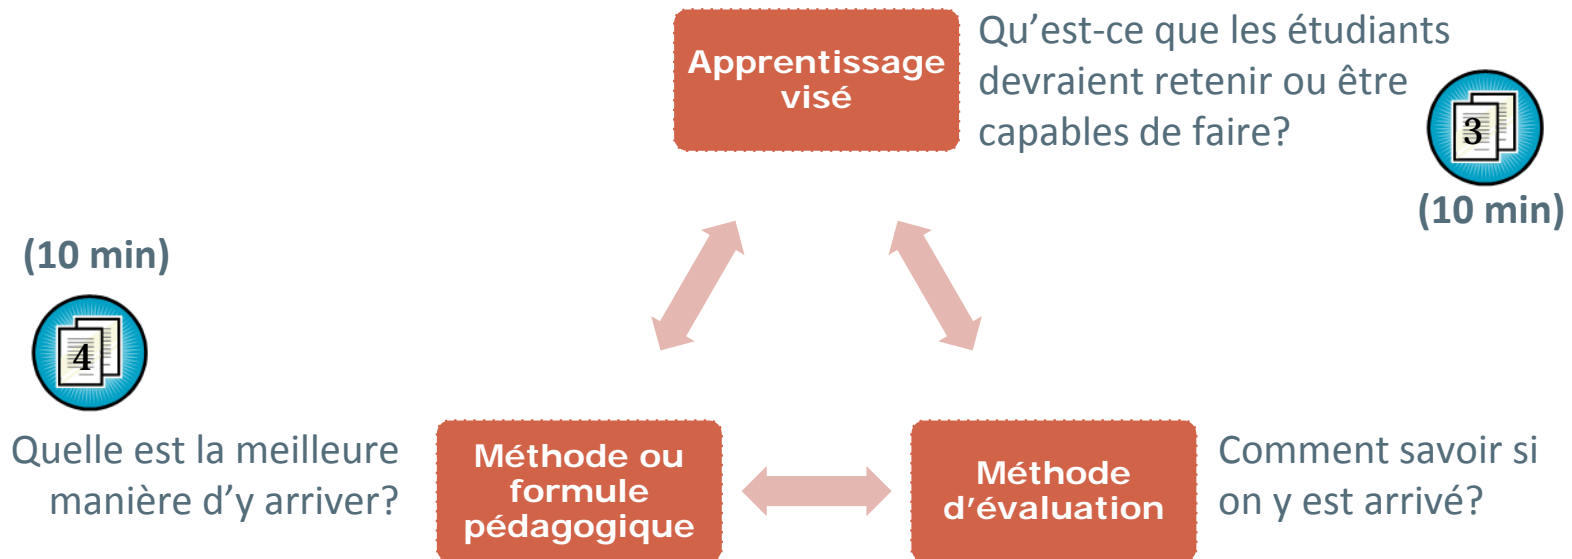 Apprentissage
visé
Qu’est-ce que les étudiants
devraient retenir ou être
capables de faire?
3
(10 min)
(10 min)
4
Quelle est la meilleure
manière d’y arriver?
Méthode ou
formule
pédagogique
Méthode
d’évaluation
Comment savoir si
on y est arrivé?